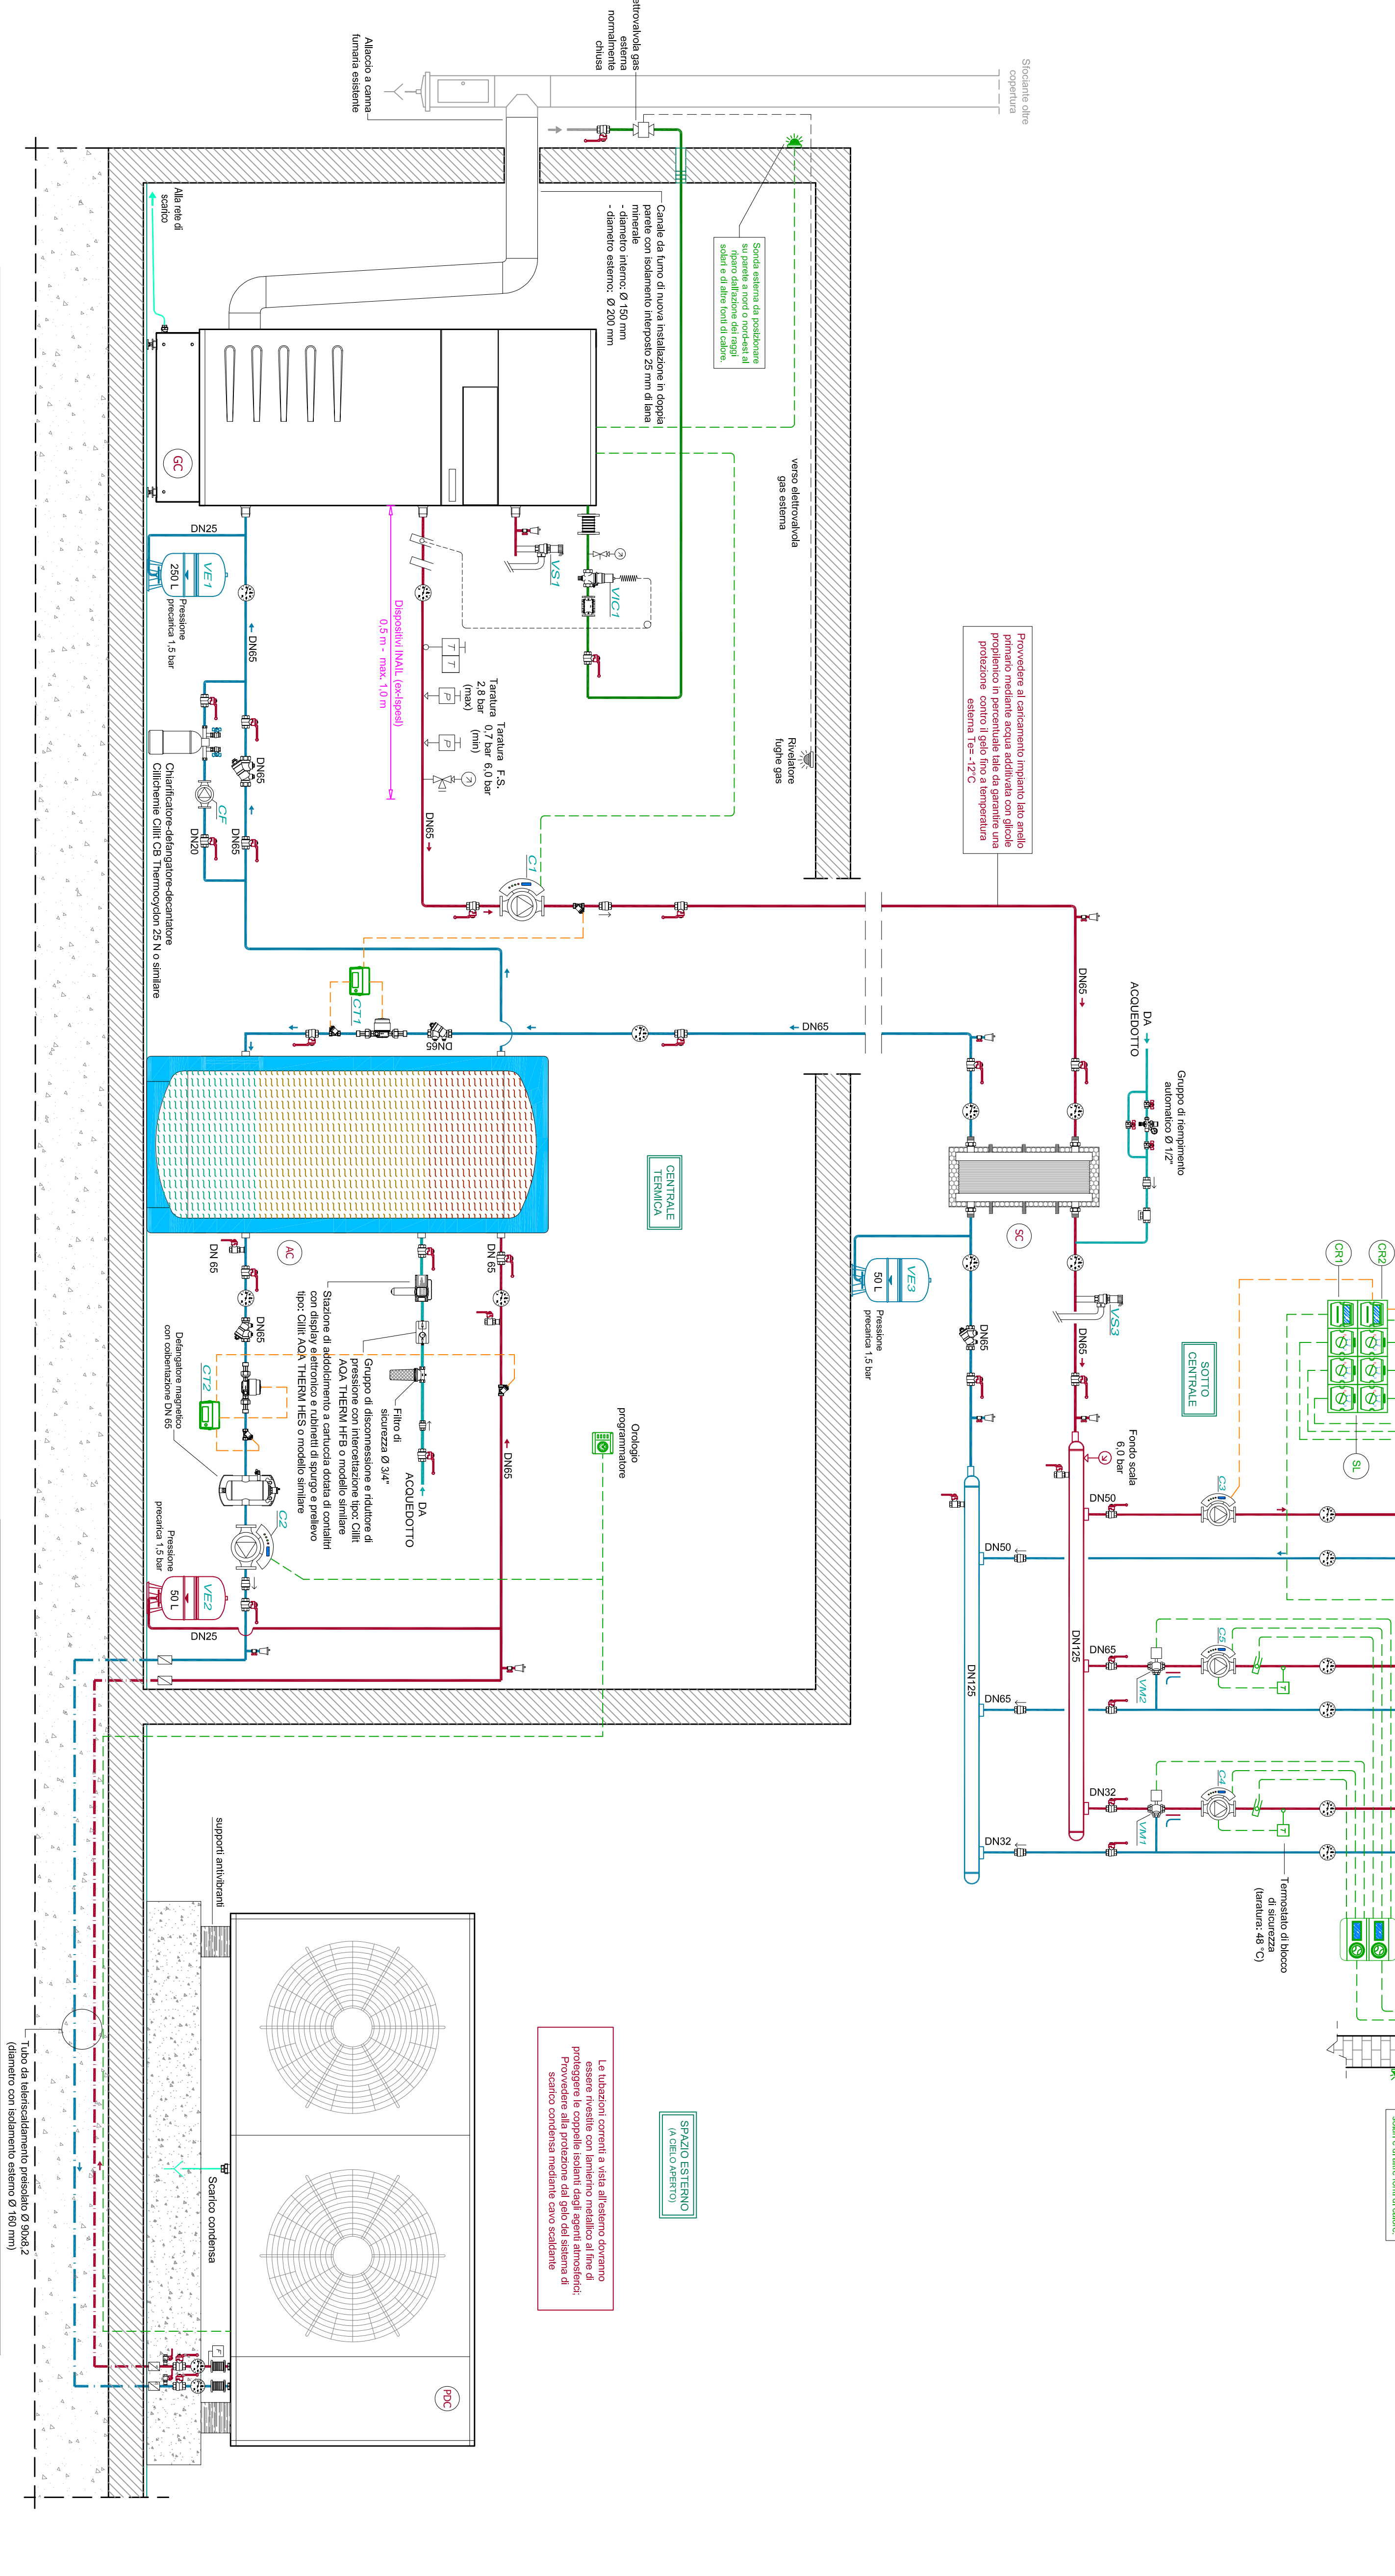 Sfociante oltre
copertura
ettrovalvola gas
esterna
normalmente
chiusa
Allaccio a canna
fumaria esistente
Alla rete di
scarico
Canale da fumo di nuova installazione in doppia
parete con isolamento interposto 25 mm di lana
minerale
- diametro interno: Ø 150 mm
- diametro esterno: Ø 200 mm
Sonda esterna da posizionare
su parete a nord o nord-est al
riparo dall'azione dei raggi
solari e di altre fonti di calore.
verso elettrovalvola
gas esterna
GC
DN25
VE1
250 L
Pressione
precarica 1,5 bar
DN65
VS1
VIC1
Dispositivi INAIL (ex-Ispesl)
0,5 m - max. 1,0 m
T
T
P
P
Taratura
2,8 bar
(max)
Taratura
0,7 bar
(min)
F.S.
6,0 bar
Rivelatore
fughe gas
DN65
DN65
CF
DN20
DN65
Chiarificatore-defangatore-decantatore
Cillichemie Cillit CB Thermocyclon 25 N o similare
C1
Provvedere al caricamento impianto lato anello
primario mediante acqua additivata con glicole
propilenico in percentuale tale da garantire una
protezione contro il gelo fino a temperatura
esterna Te= -12°C
DN65
DA
ACQUEDOTTO
Gruppo di riempimento
automatico Ø 1/2"
CT1
DN65
DN65
CENTRALE
TERMICA
SC
AC
DN 65
DN 65
VE3
50 L
Pressione
precarica 1,5 bar
VS3
DN65
DN65
SOTTO
CENTRALE
CR1
CR2
SL
Stazione di addolcimento a cartuccia dotata di contalitri
con display elettronico e rubinetti di spurgo e prelievo
tipo: Cillit AQA THERM HES o modello similare
Gruppo di disconnessione e riduttore di
pressione con intercettazione tipo: Cillit
AQA THERM HFB o modello similare
Filtro di
sicurezza Ø 3/4"
DA
ACQUEDOTTO
DN65
DN65
CT2
Defangatore magnetico
con coibentazione DN 65
C2
Orologio
programmatore
Pressione
precarica 1,5 bar
VE2
50 L
DN25
Fondo scala
6,0 bar
DN50
DN50
C3
DN65
DN65
DN125
DN125
VM2
C5
T
DN32
DN32
VM1
C4
T
Termostato di blocco
di sicurezza
(taratura: 48 °C)
supporti antivibranti
Le tubazioni correnti a vista all'esterno dovranno
essere rivestite con lamierino metallico al fine di
proteggere le coppelle isolanti dagli agenti atmosferici;
Provvedere alla protezione dal gelo del sistema di
scarico condensa mediante cavo scaldante
SPAZIO ESTERNO
(A CIELO APERTO)
Scarico condensa
F
PDC
Tubo da teleriscaldamento preisolato Ø 90x8,2
(diametro con isolamento esterno Ø 160 mm)